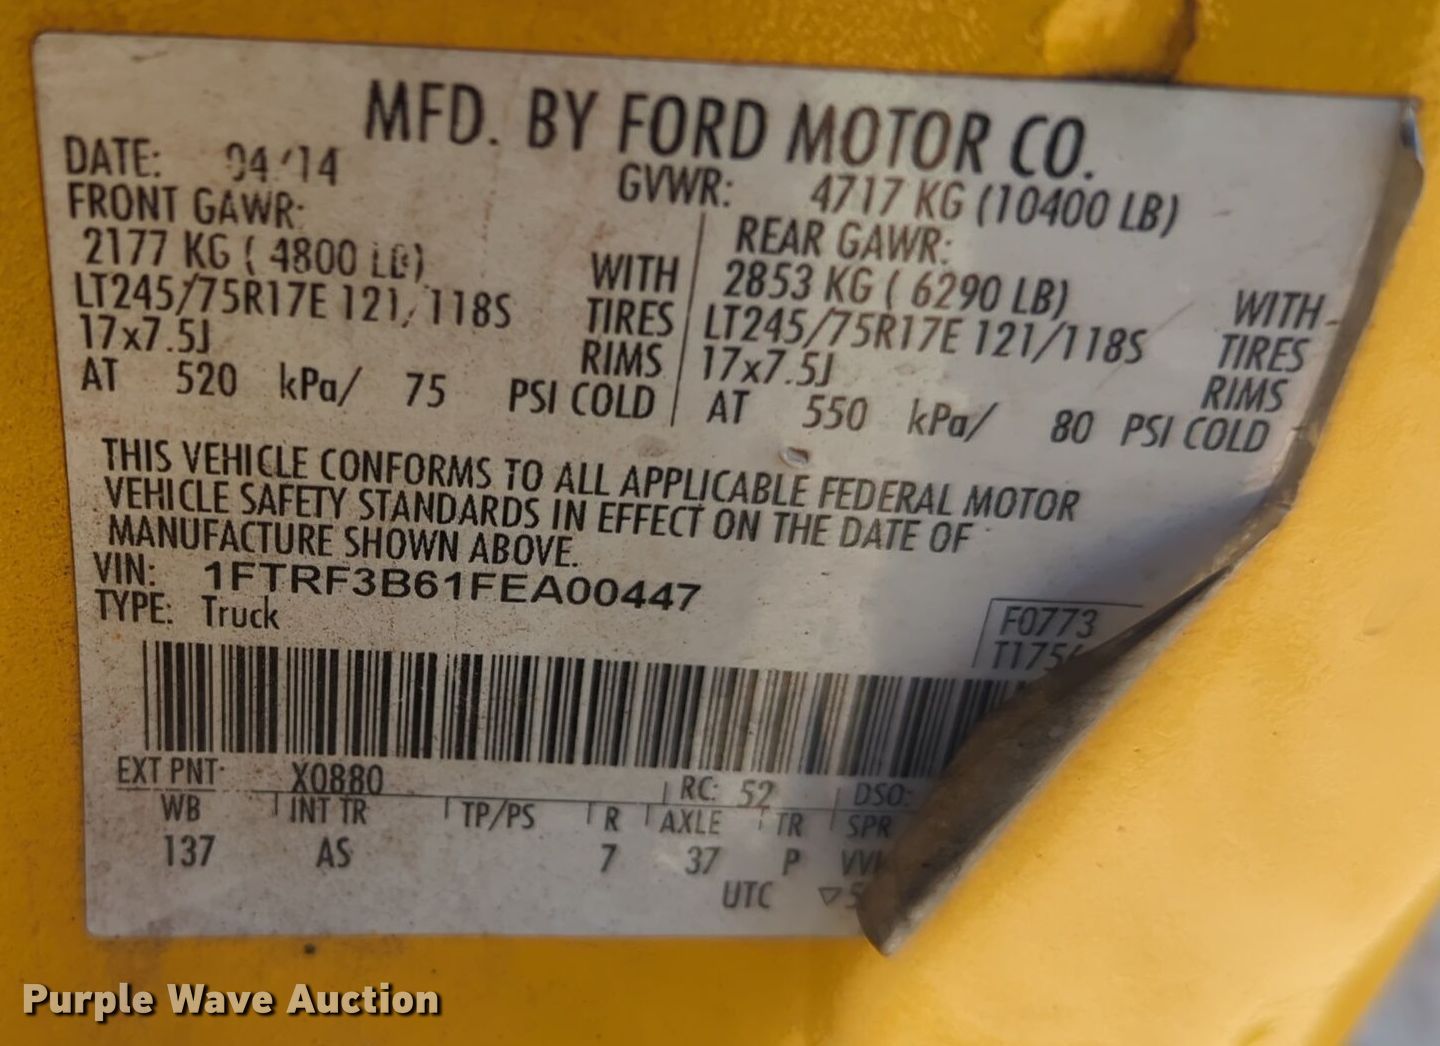 MFD. BY FORD MOTOR CO.
DATE: 04/14
GVWR: 4717 KG (10400 LB)
FRONT GAWR:
2177 KG ( 4800 LB) WITH
LT245/75R17E 121/118S TIRES
17x7.5J RIMS
AT 520 kPa/ 75 PSI COLD
REAR GAWR:
2853 KG ( 6290 LB) WITH
LT245/75R17E 121/118S TIRES
17x7.5J RIMS
AT 550 kPa/ 80 PSI COLD
THIS VEHICLE CONFORMS TO ALL APPLICABLE FEDERAL MOTOR
VEHICLE SAFETY STANDARDS IN EFFECT ON THE DATE OF
MANUFACTURE SHOWN ABOVE.
VIN: 1FTRF3B61FEA00447
TYPE: Truck
F0773
EXT PNT: X0880 RC: 52 DSO:
WB INT TR TP/PS R AXLE TR SPR
137 AS 7 37 P
UTC
Purple Wave Auction